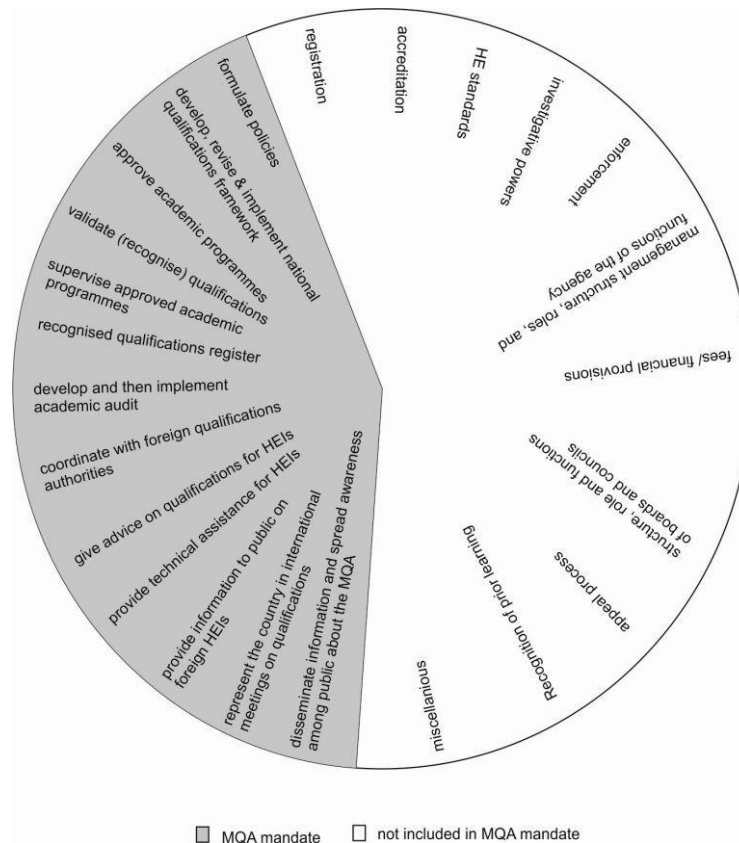 registration
accreditation
HE standards
investigative powers
enforcement
management structure, roles, and
functions of the agency
fees/ financial provisions
structure, role and functions
of boards and councils
appeal process
Recognition of prior learning
miscellanious
disseminate information and spread awareness
among public about the MQA
represent the country in international
meetings on qualifications
provide information to public on
foreign HEIs
provide technical assistance for HEIs
give advice on qualifications for HEIs
coordinate with foreign qualifications
authorities
develop and then implement
academic audit
recognised qualifications register
supervise approved academic
programmes
validate (recognise) qualifications
approve academic programmes
develop, revise & implement national
qualifications framework
formulate policies
MQA mandate
not included in MQA mandate